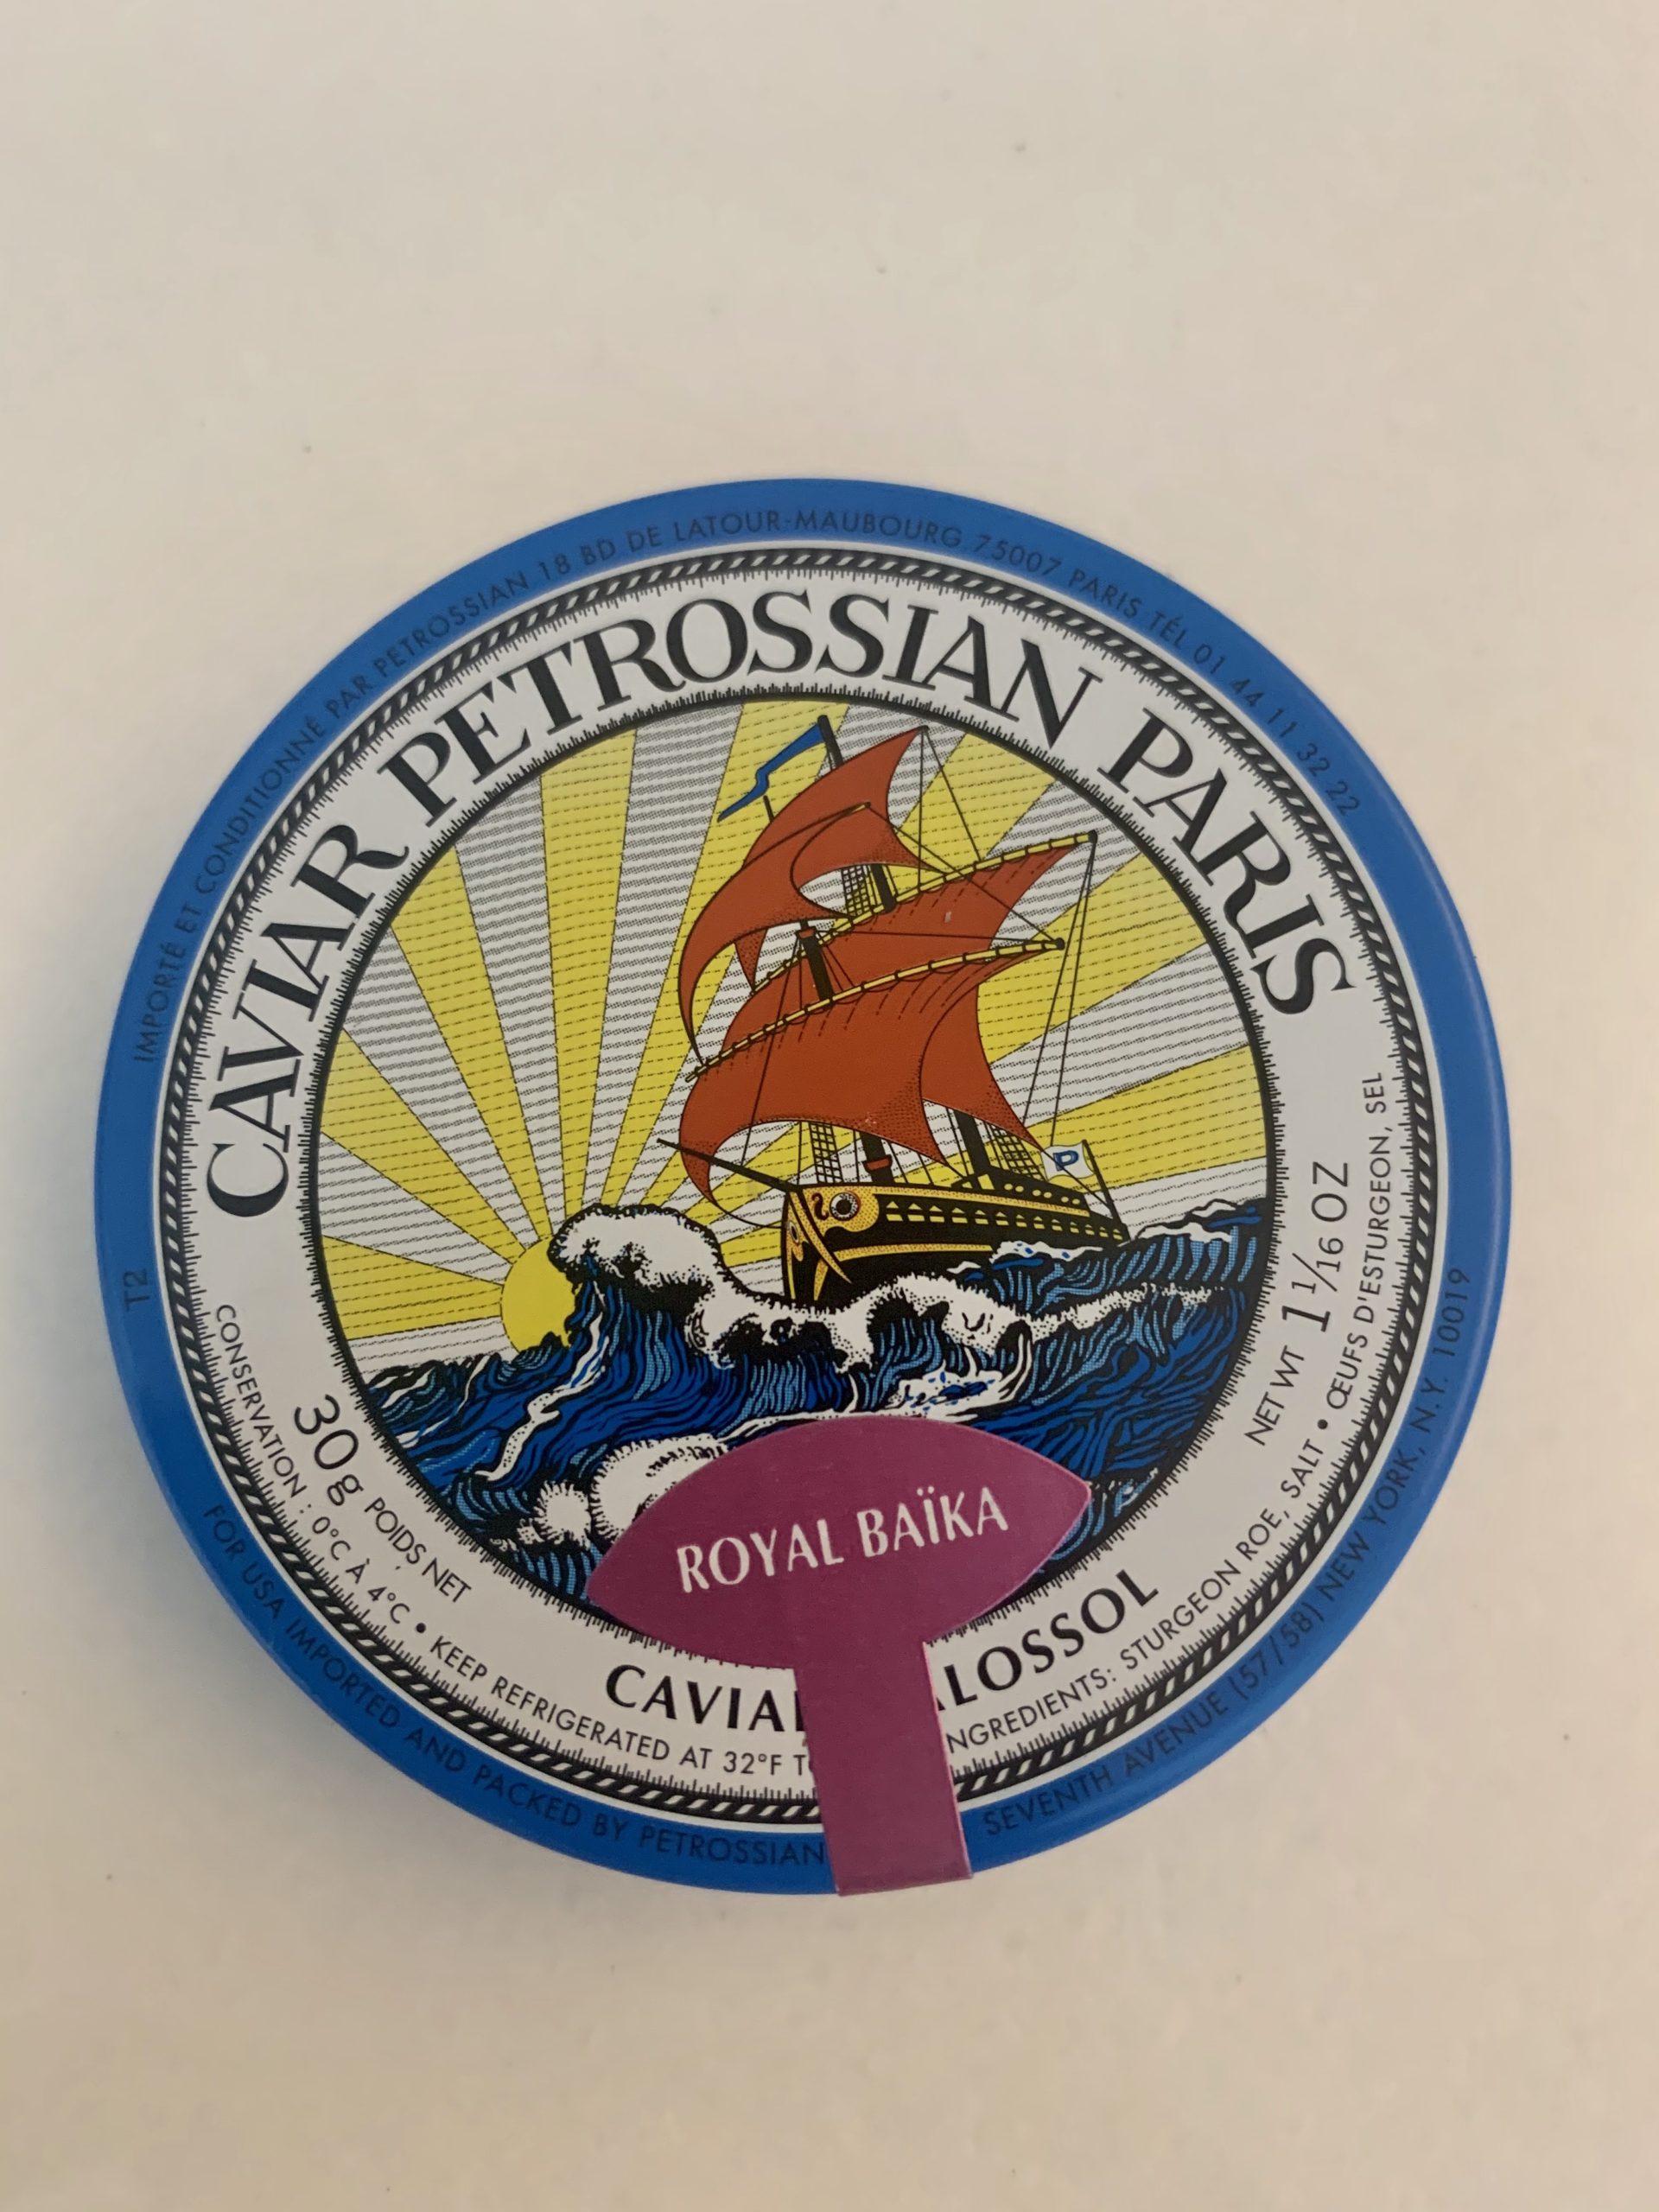 IMPORTÉ ET CONDITIONNÉ PAR PETROSSIAN 18 BD DE LATOUR-MAUBOURG 75007 PARIS TÉL 01 44 11 32 22
CAVIAR PETROSSIAN PARIS
P
T2
30g POIDS NET
NET WT 1 1/16 OZ
ROYAL BAÏKA
CAVIA LOSSOL
CONSERVATION : 0°C À 4°C • KEEP REFRIGERATED AT 32°F T
NGREDIENTS: STURGEON ROE, SALT • ŒUFS D'ESTURGEON, SEL
FOR USA IMPORTED AND PACKED BY PETROSSIAN
SEVENTH AVENUE (57/58) NEW YORK, N.Y. 10019